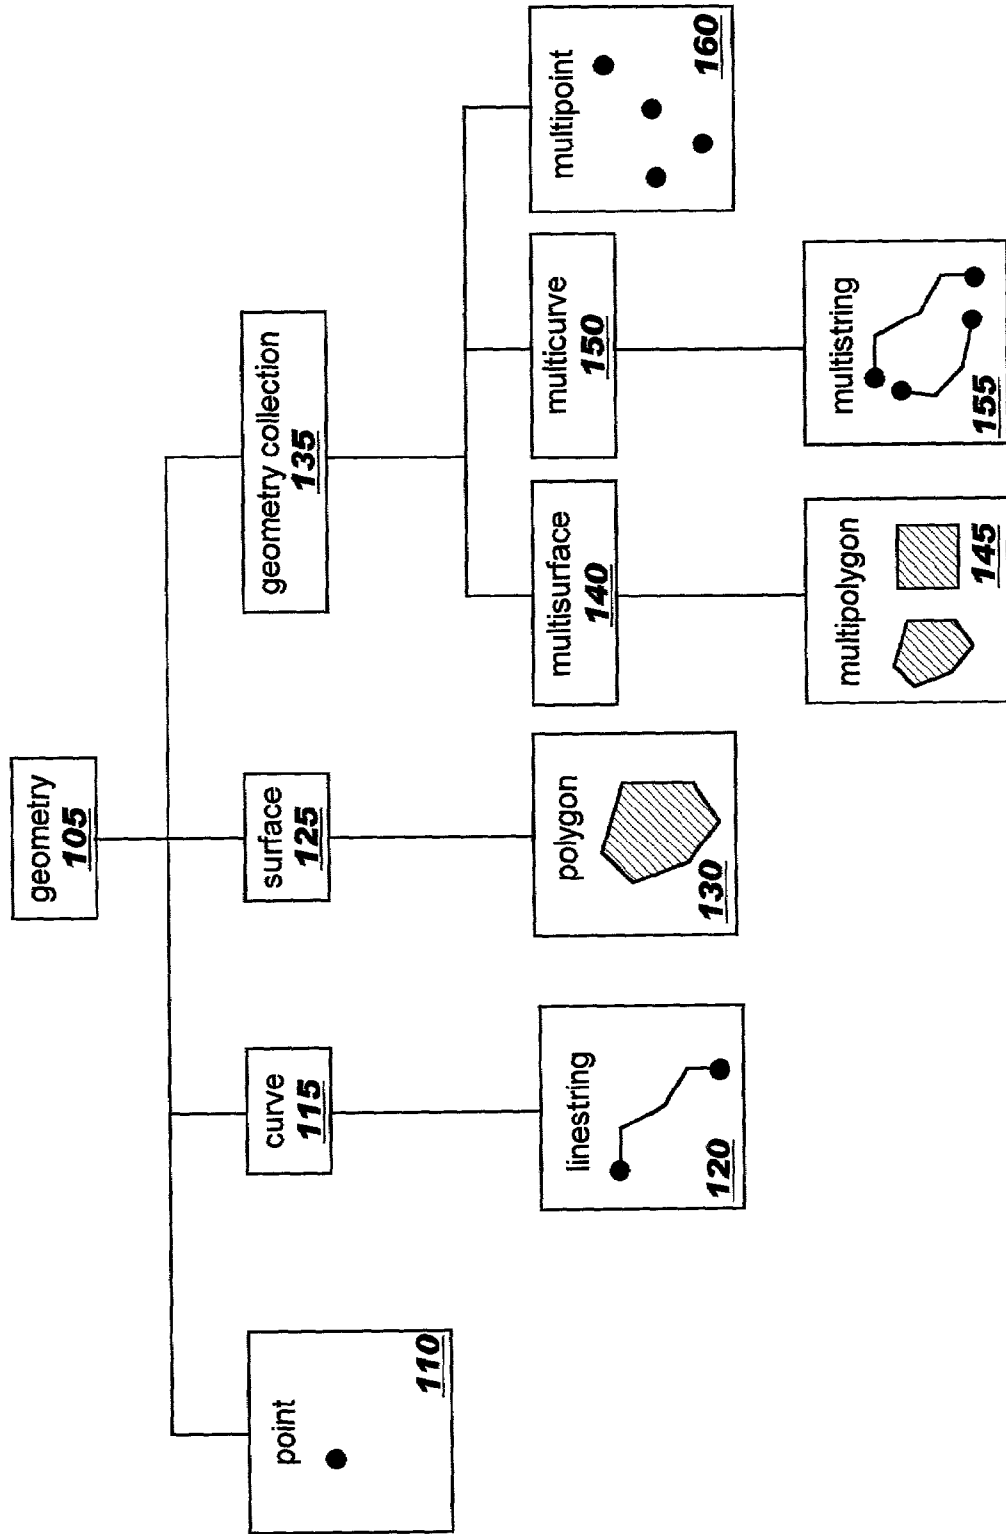 geometry
105
point
110
curve
115
surface
125
geometry collection
135
linestring
120
polygon
130
multisurface
140
multicurve
150
multipoint
160
multipolygon
145
multistring
155